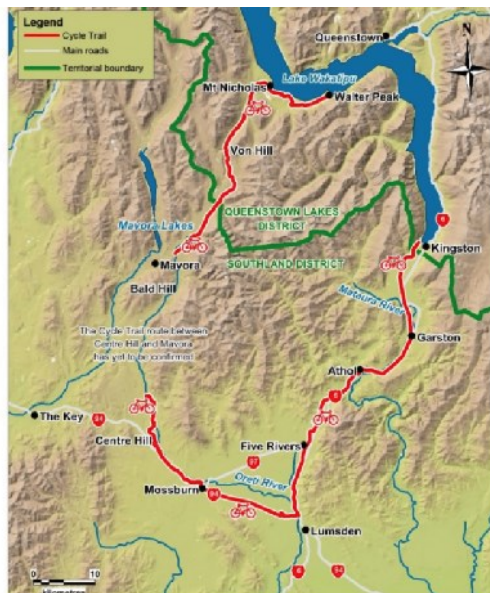 Legend
Cycle Trail
Main roads
Territorial boundary
Queenstown
N
Lake Wakatipu
Mt Nicholas
Walter Peak
Von Hill
QUEENSTOWN LAKES
DISTRICT
Mavora Lakes
6
Kingston
SOUTHLAND DISTRICT
Mavora
Bald Hill
Mataura River
The Cycle Trail route between
Centre Hill and Mavora
has yet to be confirmed
Garston
Athol
6
The Key
94
Centre Hill
Five Rivers
97
Oreti River
Mossburn
94
Lumsden
0
10
kilometres
6
94